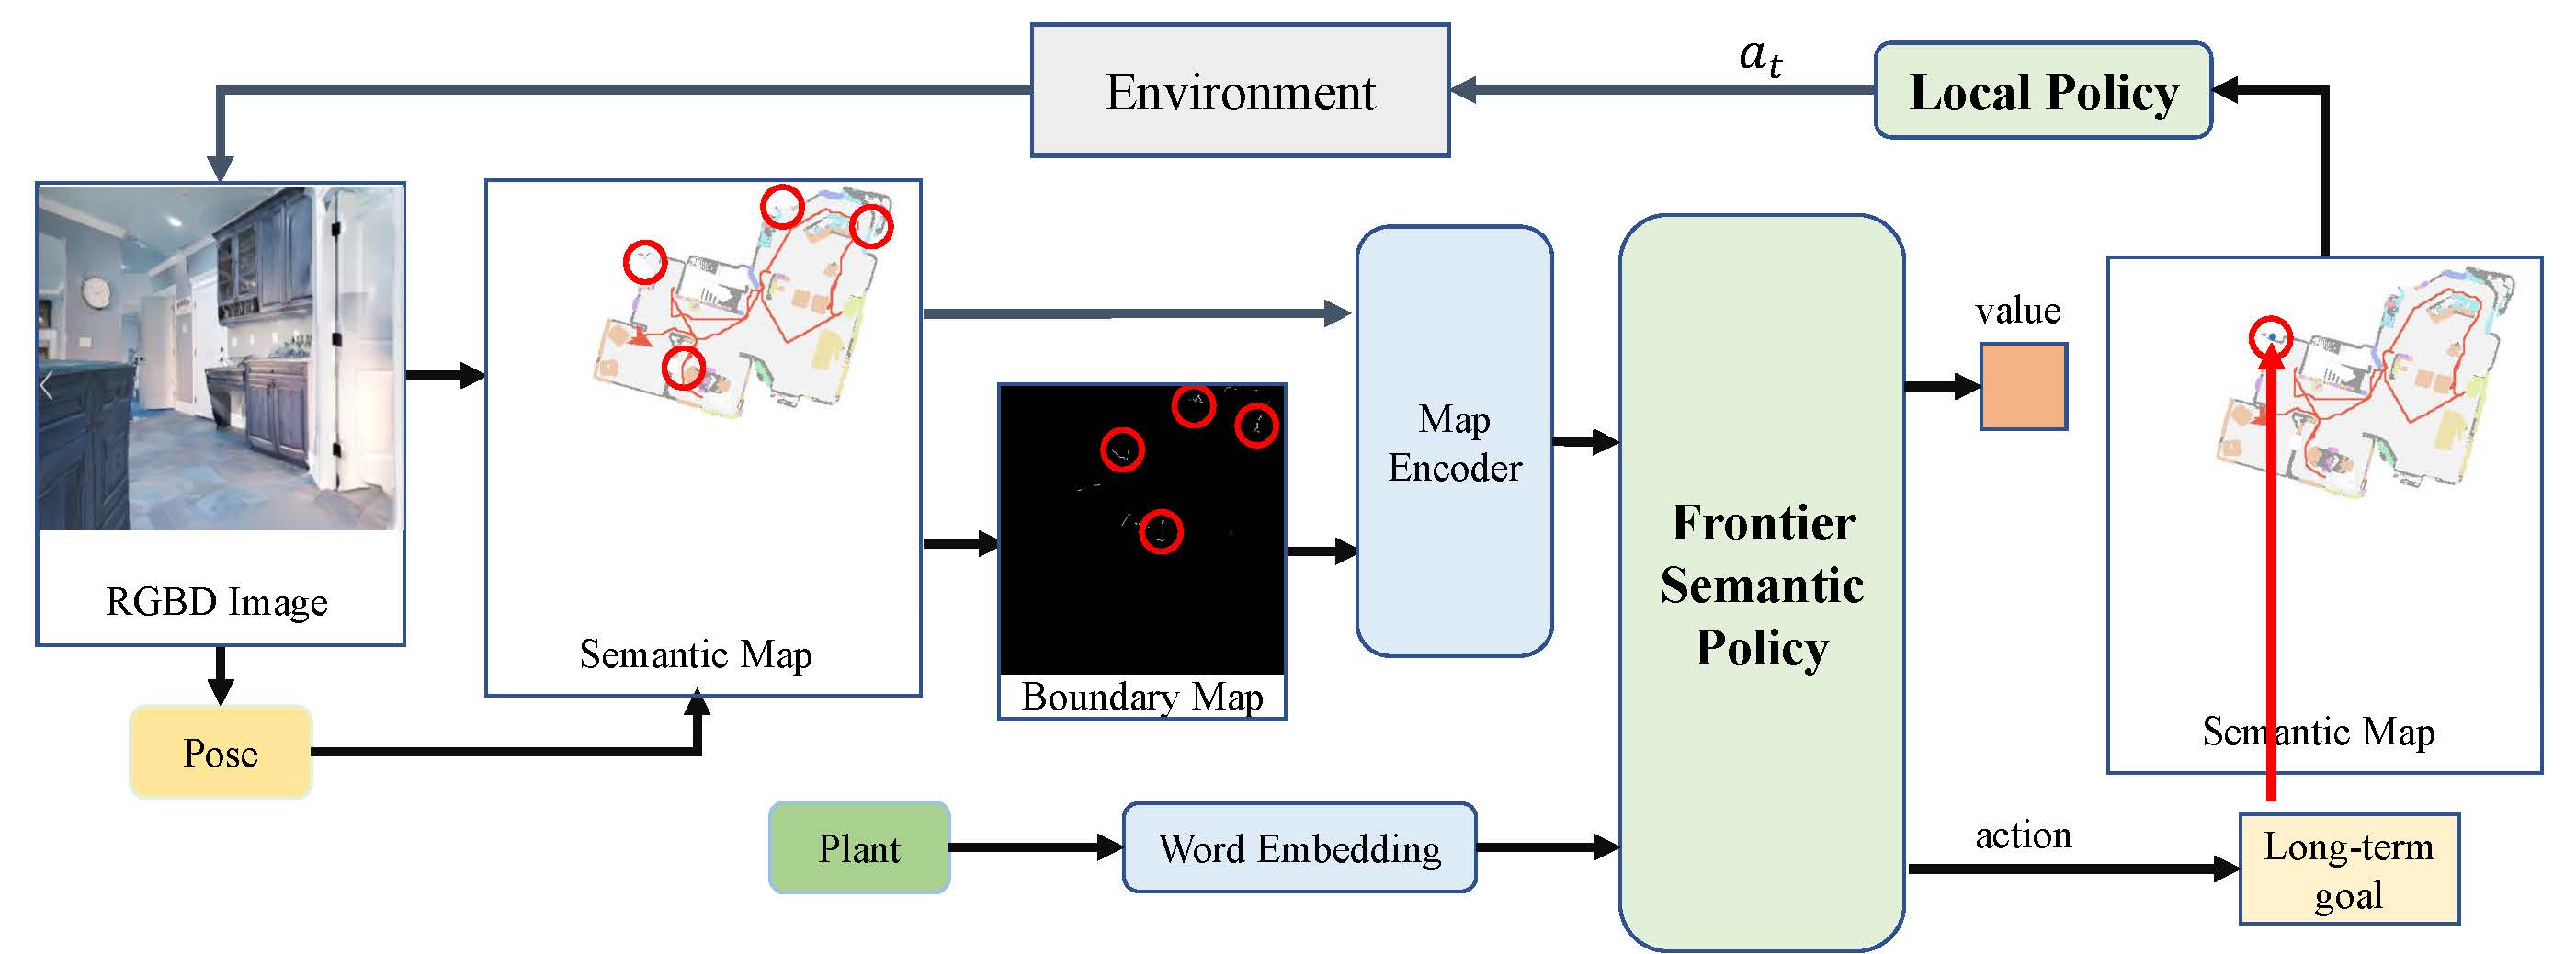 Environment
a_t
Local Policy
RGBD Image
Semantic Map
Boundary Map
Map
Encoder
Frontier
Semantic
Policy
value
Semantic Map
Pose
Plant
Word Embedding
action
Long-term
goal